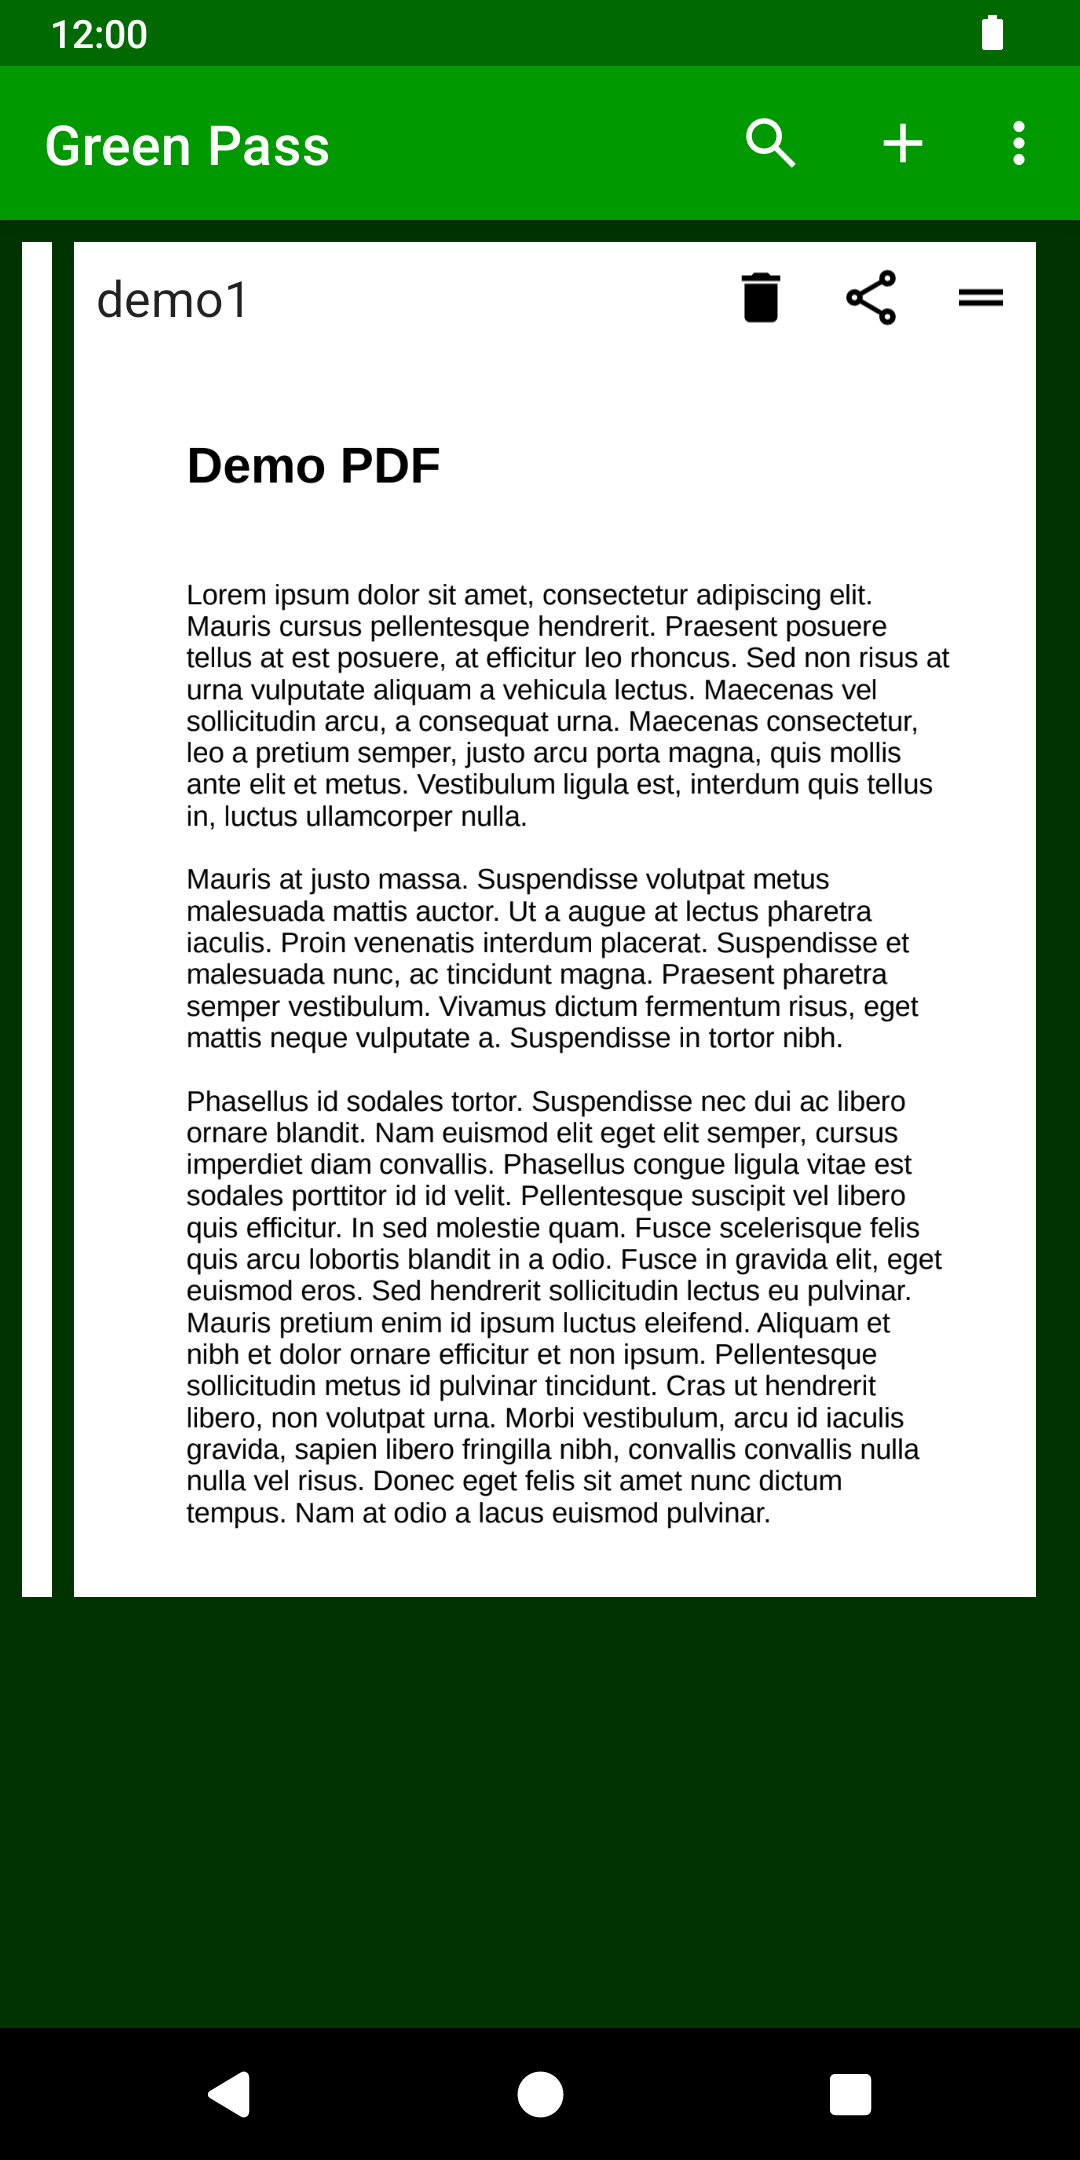 12:00
Green Pass
demo1
Demo PDF
Lorem ipsum dolor sit amet, consectetur adipiscing elit.
Mauris cursus pellentesque hendrerit. Praesent posuere
tellus at est posuere, at efficitur leo rhoncus. Sed non risus at
urna vulputate aliquam a vehicula lectus. Maecenas vel
sollicitudin arcu, a consequat urna. Maecenas consectetur,
leo a pretium semper, justo arcu porta magna, quis mollis
ante elit et metus. Vestibulum ligula est, interdum quis tellus
in, luctus ullamcorper nulla.
Mauris at justo massa. Suspendisse volutpat metus
malesuada mattis auctor. Ut a augue at lectus pharetra
iaculis. Proin venenatis interdum placerat. Suspendisse et
malesuada nunc, ac tincidunt magna. Praesent pharetra
semper vestibulum. Vivamus dictum fermentum risus, eget
mattis neque vulputate a. Suspendisse in tortor nibh.
Phasellus id sodales tortor. Suspendisse nec dui ac libero
ornare blandit. Nam euismod elit eget elit semper, cursus
imperdiet diam convallis. Phasellus congue ligula vitae est
sodales porttitor id id velit. Pellentesque suscipit vel libero
quis efficitur. In sed molestie quam. Fusce scelerisque felis
quis arcu lobortis blandit in a odio. Fusce in gravida elit, eget
euismod eros. Sed hendrerit sollicitudin lectus eu pulvinar.
Mauris pretium enim id ipsum luctus eleifend. Aliquam et
nibh et dolor ornare efficitur et non ipsum. Pellentesque
sollicitudin metus id pulvinar tincidunt. Cras ut hendrerit
libero, non volutpat urna. Morbi vestibulum, arcu id iaculis
gravida, sapien libero fringilla nibh, convallis convallis nulla
nulla vel risus. Donec eget felis sit amet nunc dictum
tempus. Nam at odio a lacus euismod pulvinar.